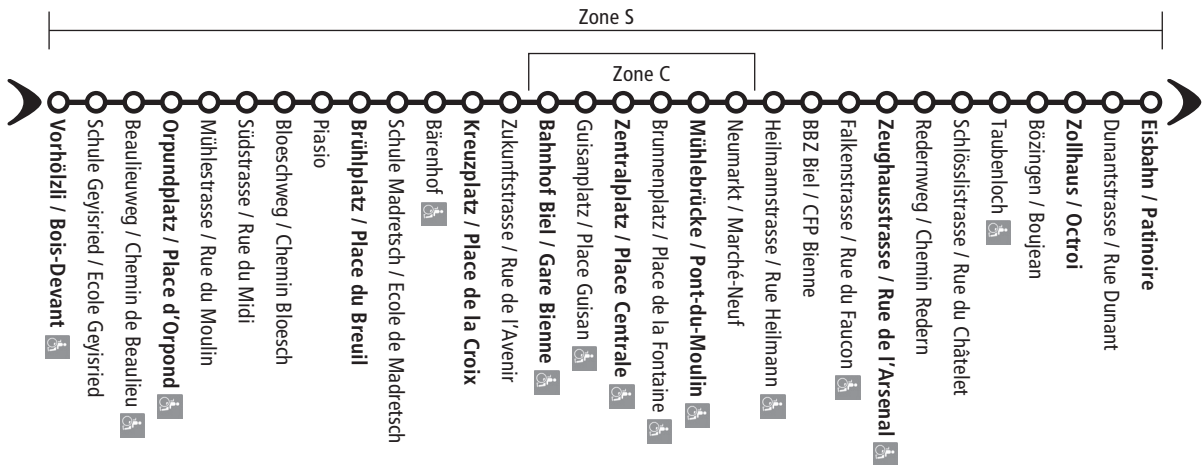 Zone S
Zone C
Vorhölzli / Bois-Devant
Schule Geyisried / Ecole Geyisried
Beaulieuweg / Chemin de Beaulieu
Orpundplatz / Place d'Orpond
Mühlestrasse / Rue du Moulin
Südstrasse / Rue du Midi
Bloeschweg / Chemin Bloesch
Piasio
Brühlplatz / Place du Breuil
Schule Madretsch / Ecole de Madretsch
Bärenhof
Kreuzplatz / Place de la Croix
Zukunftstrasse / Rue de l'Avenir
Bahnhof Biel / Gare Bienne
Guisanplatz / Place Guisan
Zentralplatz / Place Centrale
Brunnenplatz / Place de la Fontaine
Mühlebrücke / Pont-du-Moulin
Neumarkt / Marché-Neuf
Heilmannstrasse / Rue Heilmann
BBZ Biel / CFP Bienne
Falkenstrasse / Rue du Faucon
Zeughausstrasse / Rue de l'Arsenal
Redernweg / Chemin Redern
Schlösslistrasse / Rue du Châtelet
Taubenloch
Bözingen / Boujean
Zollhaus / Octroi
Dunantstrasse / Rue Dunant
Eisbahn / Patinoire